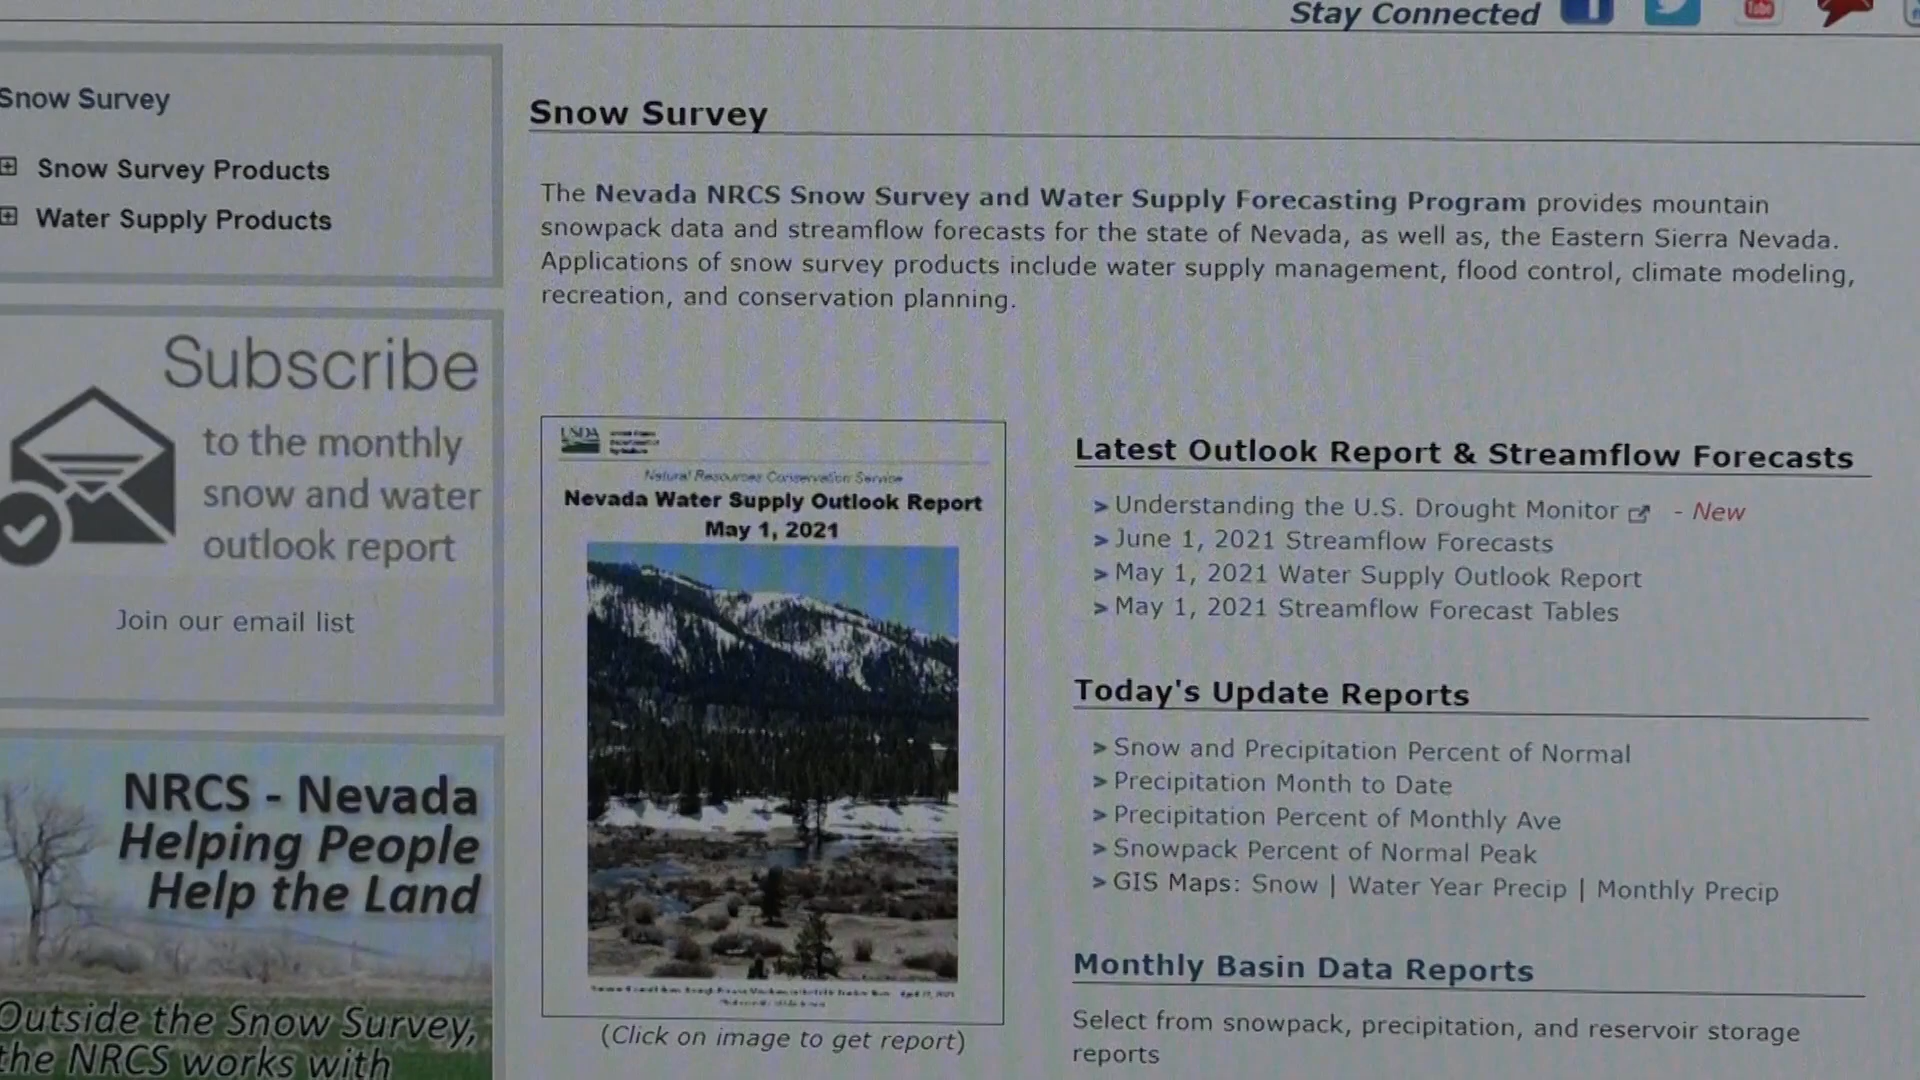 Stay Connected
Tube
Snow Survey
Snow Survey Products
Water Supply Products
Subscribe
to the monthly
snow and water
outlook report
Join our email list
NRCS - Nevada
Helping People
Help the Land
Outside the Snow Survey,
the NRCS works with
Snow Survey
The Nevada NRCS Snow Survey and Water Supply Forecasting Program provides mountain
snowpack data and streamflow forecasts for the state of Nevada, as well as, the Eastern Sierra Nevada.
Applications of snow survey products include water supply management, flood control, climate modeling,
recreation, and conservation planning.
USDA
Natural Resources Conservation Service
Nevada Water Supply Outlook Report
May 1, 2021
(Click on image to get report)
Latest Outlook Report & Streamflow Forecasts
> Understanding the U.S. Drought Monitor - New
> June 1, 2021 Streamflow Forecasts
> May 1, 2021 Water Supply Outlook Report
> May 1, 2021 Streamflow Forecast Tables
Today's Update Reports
> Snow and Precipitation Percent of Normal
> Precipitation Month to Date
> Precipitation Percent of Monthly Ave
> Snowpack Percent of Normal Peak
> GIS Maps: Snow | Water Year Precip | Monthly Precip
Monthly Basin Data Reports
Select from snowpack, precipitation, and reservoir storage
reports